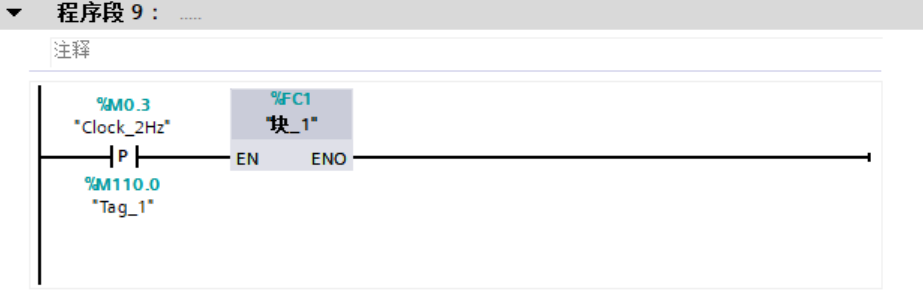 程序段 9： .....
注释
%M0.3
"Clock_2Hz"
P
%M110.0
"Tag_1"
%FC1
"块_1"
EN ENO